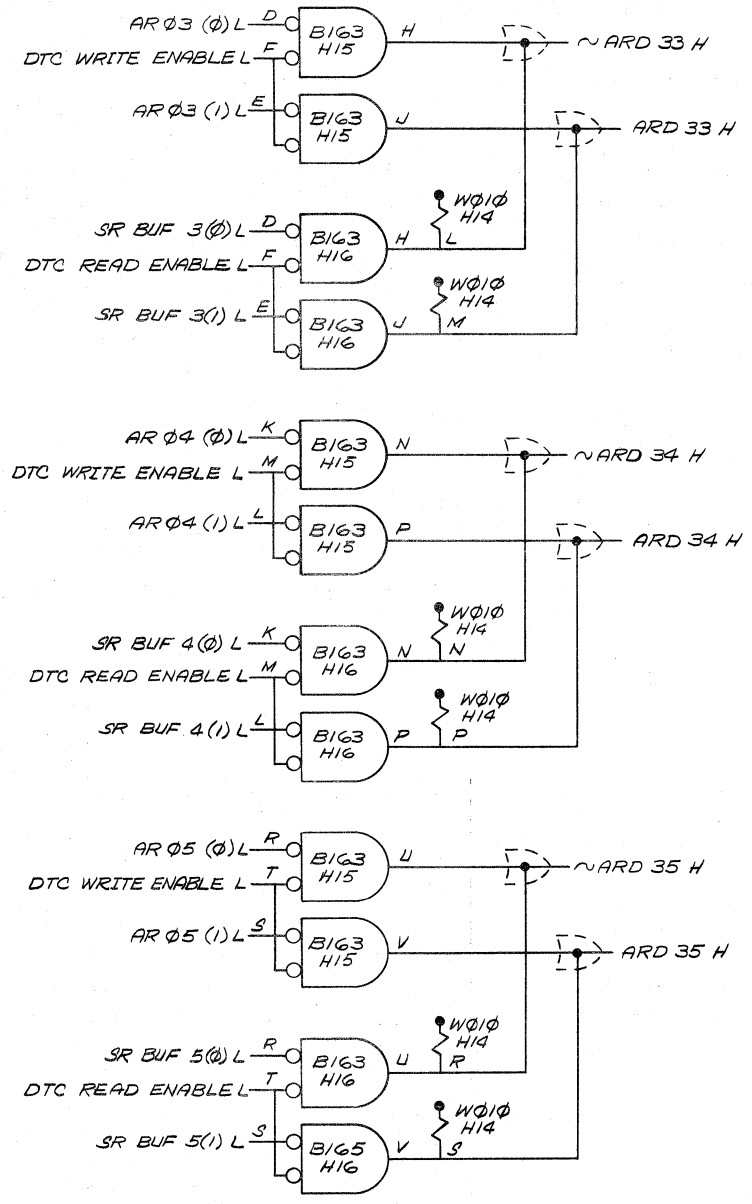 AR Ø3 (Ø) L D B163 H15 H ~ ARD 33 H
DTC WRITE ENABLE L F
AR Ø3 (1) L E B163 H15 J ARD 33 H
SR BUF 3(Ø) L D B163 H16 H WØ1Ø H14 L
DTC READ ENABLE L F
SR BUF 3(1) L E B163 H16 J WØ1Ø H14 M
AR Ø4 (Ø) L K B163 H15 N ~ ARD 34 H
DTC WRITE ENABLE L M
AR Ø4 (1) L L B163 H15 P ARD 34 H
SR BUF 4(Ø) L K B163 H16 N WØ1Ø H14 N
DTC READ ENABLE L M
SR BUF 4(1) L L B163 H16 P WØ1Ø H14 P
AR Ø5 (Ø) L R B163 H15 U ~ ARD 35 H
DTC WRITE ENABLE L T
AR Ø5 (1) L S B163 H15 V ARD 35 H
SR BUF 5(Ø) L R B163 H16 U WØ1Ø H14 R
DTC READ ENABLE L T
SR BUF 5(1) L S B165 H16 V WØ1Ø H14 S